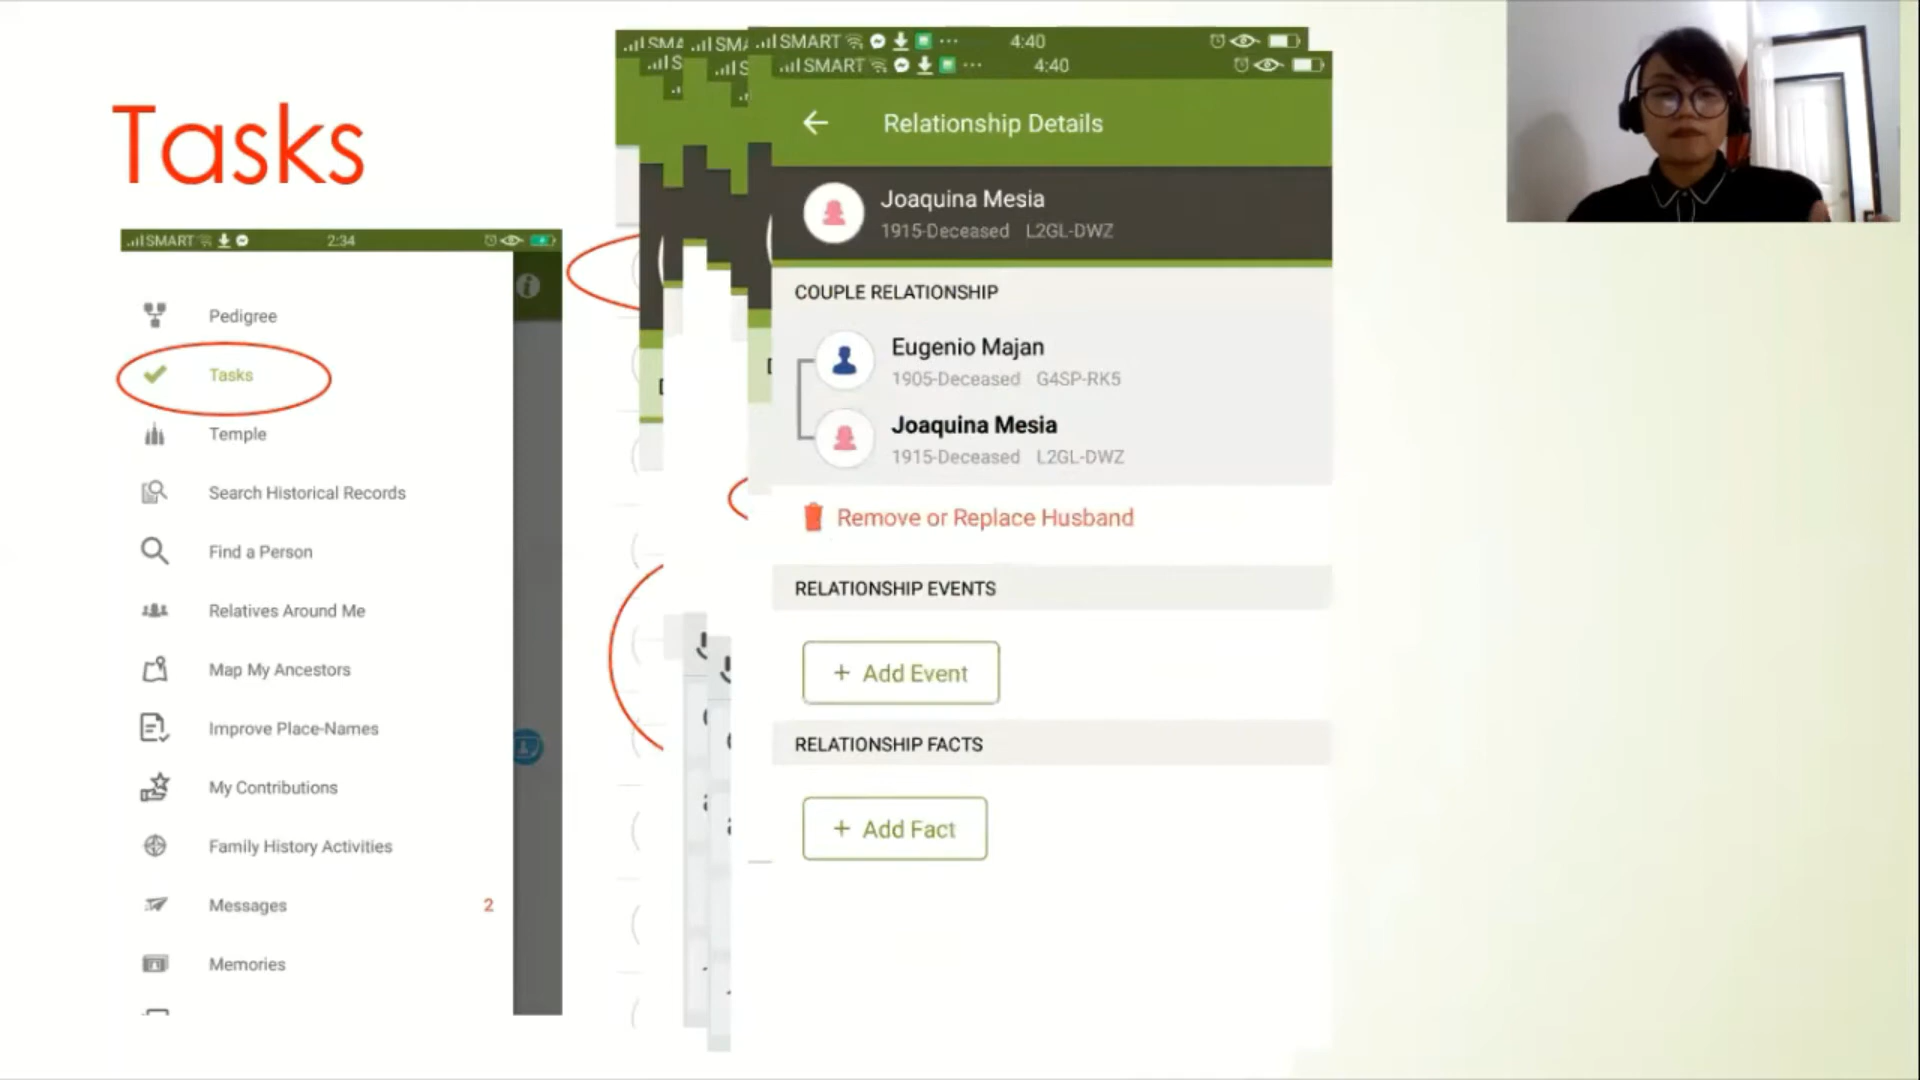 Tasks
SMART 2:34
Pedigree
Tasks
Temple
Search Historical Records
Find a Person
Relatives Around Me
Map My Ancestors
Improve Place-Names
My Contributions
Family History Activities
Messages 2
Memories
SMART 4:40
SMART 4:40
Relationship Details
Joaquina Mesia
1915-Deceased L2GL-DWZ
COUPLE RELATIONSHIP
Eugenio Majan
1905-Deceased G4SP-RK5
Joaquina Mesia
1915-Deceased L2GL-DWZ
Remove or Replace Husband
RELATIONSHIP EVENTS
+ Add Event
RELATIONSHIP FACTS
+ Add Fact